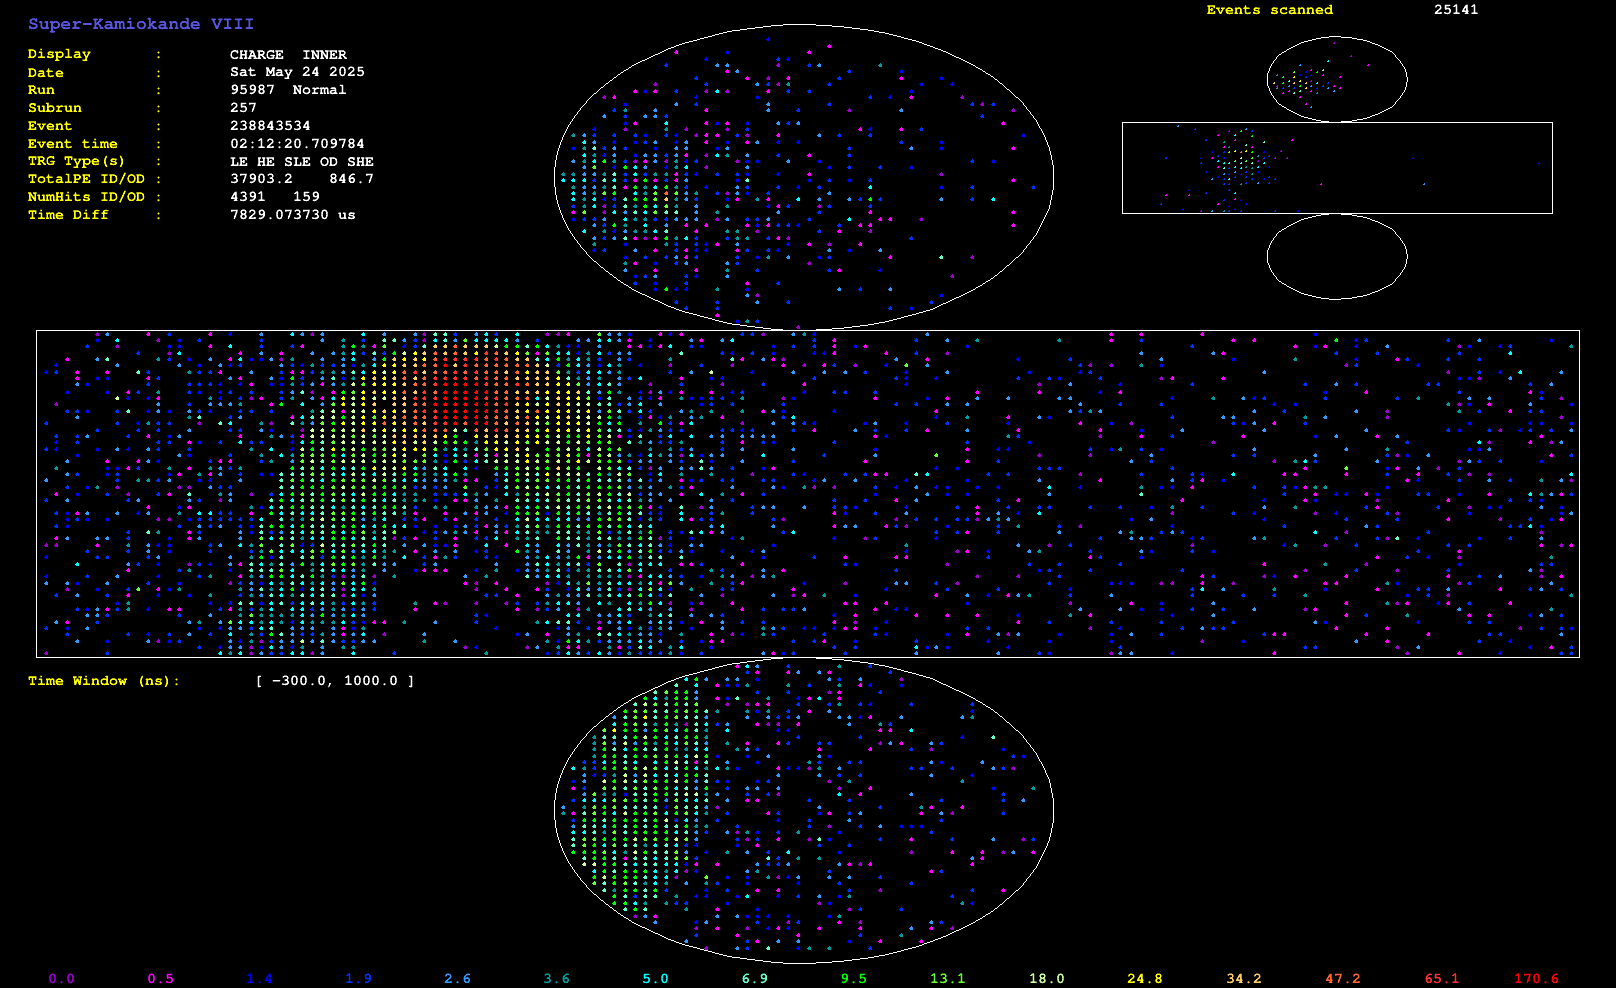 Super-Kamiokande VIII
Events scanned 25141
Display : CHARGE INNER
Date : Sat May 24 2025
Run : 95987 Normal
Subrun : 257
Event : 238843534
Event time : 02:12:20.709784
TRG Type(s) : LE HE SLE OD SHE
TotalPE ID/OD : 37903.2 846.7
NumHits ID/OD : 4391 159
Time Diff : 7829.073730 us
Time Window (ns): [ -300.0, 1000.0 ]
0.0 0.5 1.4 1.9 2.6 3.6 5.0 6.9 9.5 13.1 18.0 24.8 34.2 47.2 65.1 170.6